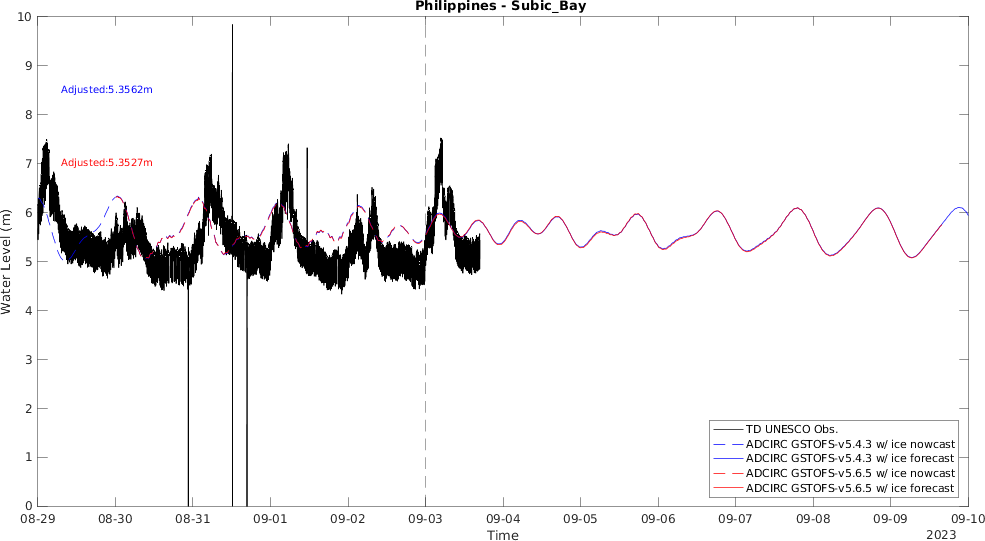 Philippines - Subic_Bay
10
9
8
7
6
5
4
3
2
1
0
Water Level (m)
Adjusted:5.3562m
Adjusted:5.3527m
TD UNESCO Obs.
ADCIRC GSTOFS-v5.4.3 w/ ice nowcast
ADCIRC GSTOFS-v5.4.3 w/ ice forecast
ADCIRC GSTOFS-v5.6.5 w/ ice nowcast
ADCIRC GSTOFS-v5.6.5 w/ ice forecast
08-29 08-30 08-31 09-01 09-02 09-03 09-04 09-05 09-06 09-07 09-08 09-09 09-10
Time
2023